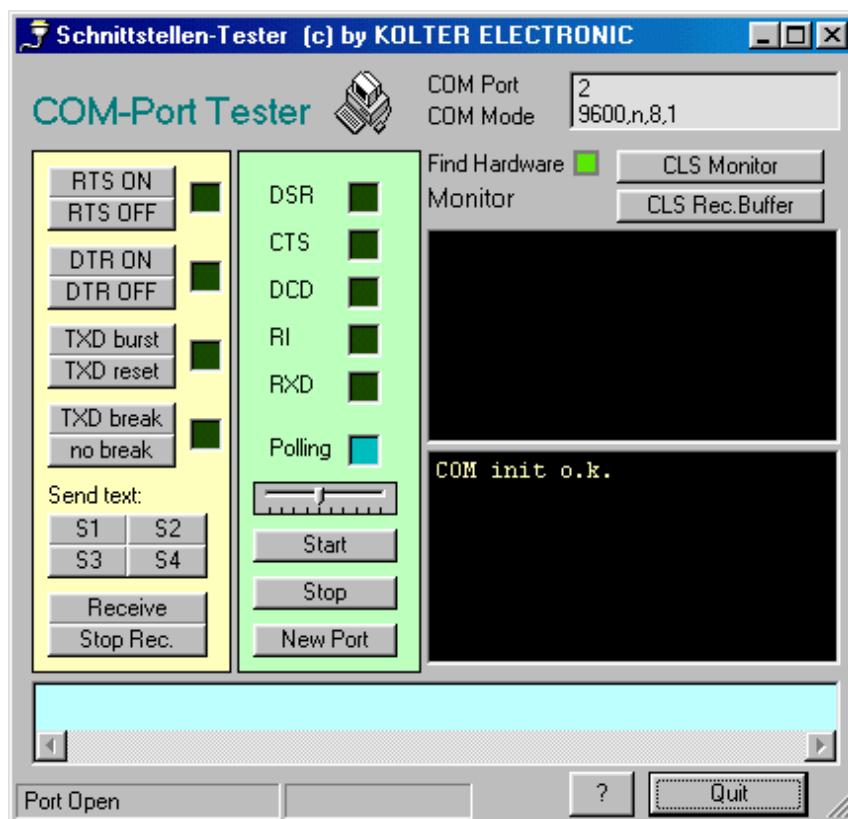 Schnittstellen-Tester (c) by KOLTER ELECTRONIC
COM-Port Tester
COM Port
2
COM Mode
9600,n,8,1
RTS ON
RTS OFF
DTR ON
DTR OFF
TXD burst
TXD reset
TXD break
no break
Send text:
S1 S2
S3 S4
Receive
Stop Rec.
DSR
CTS
DCD
RI
RXD
Polling
Start
Stop
New Port
Find Hardware
CLS Monitor
Monitor
CLS Rec.Buffer
COM init o.k.
Port Open
?
Quit